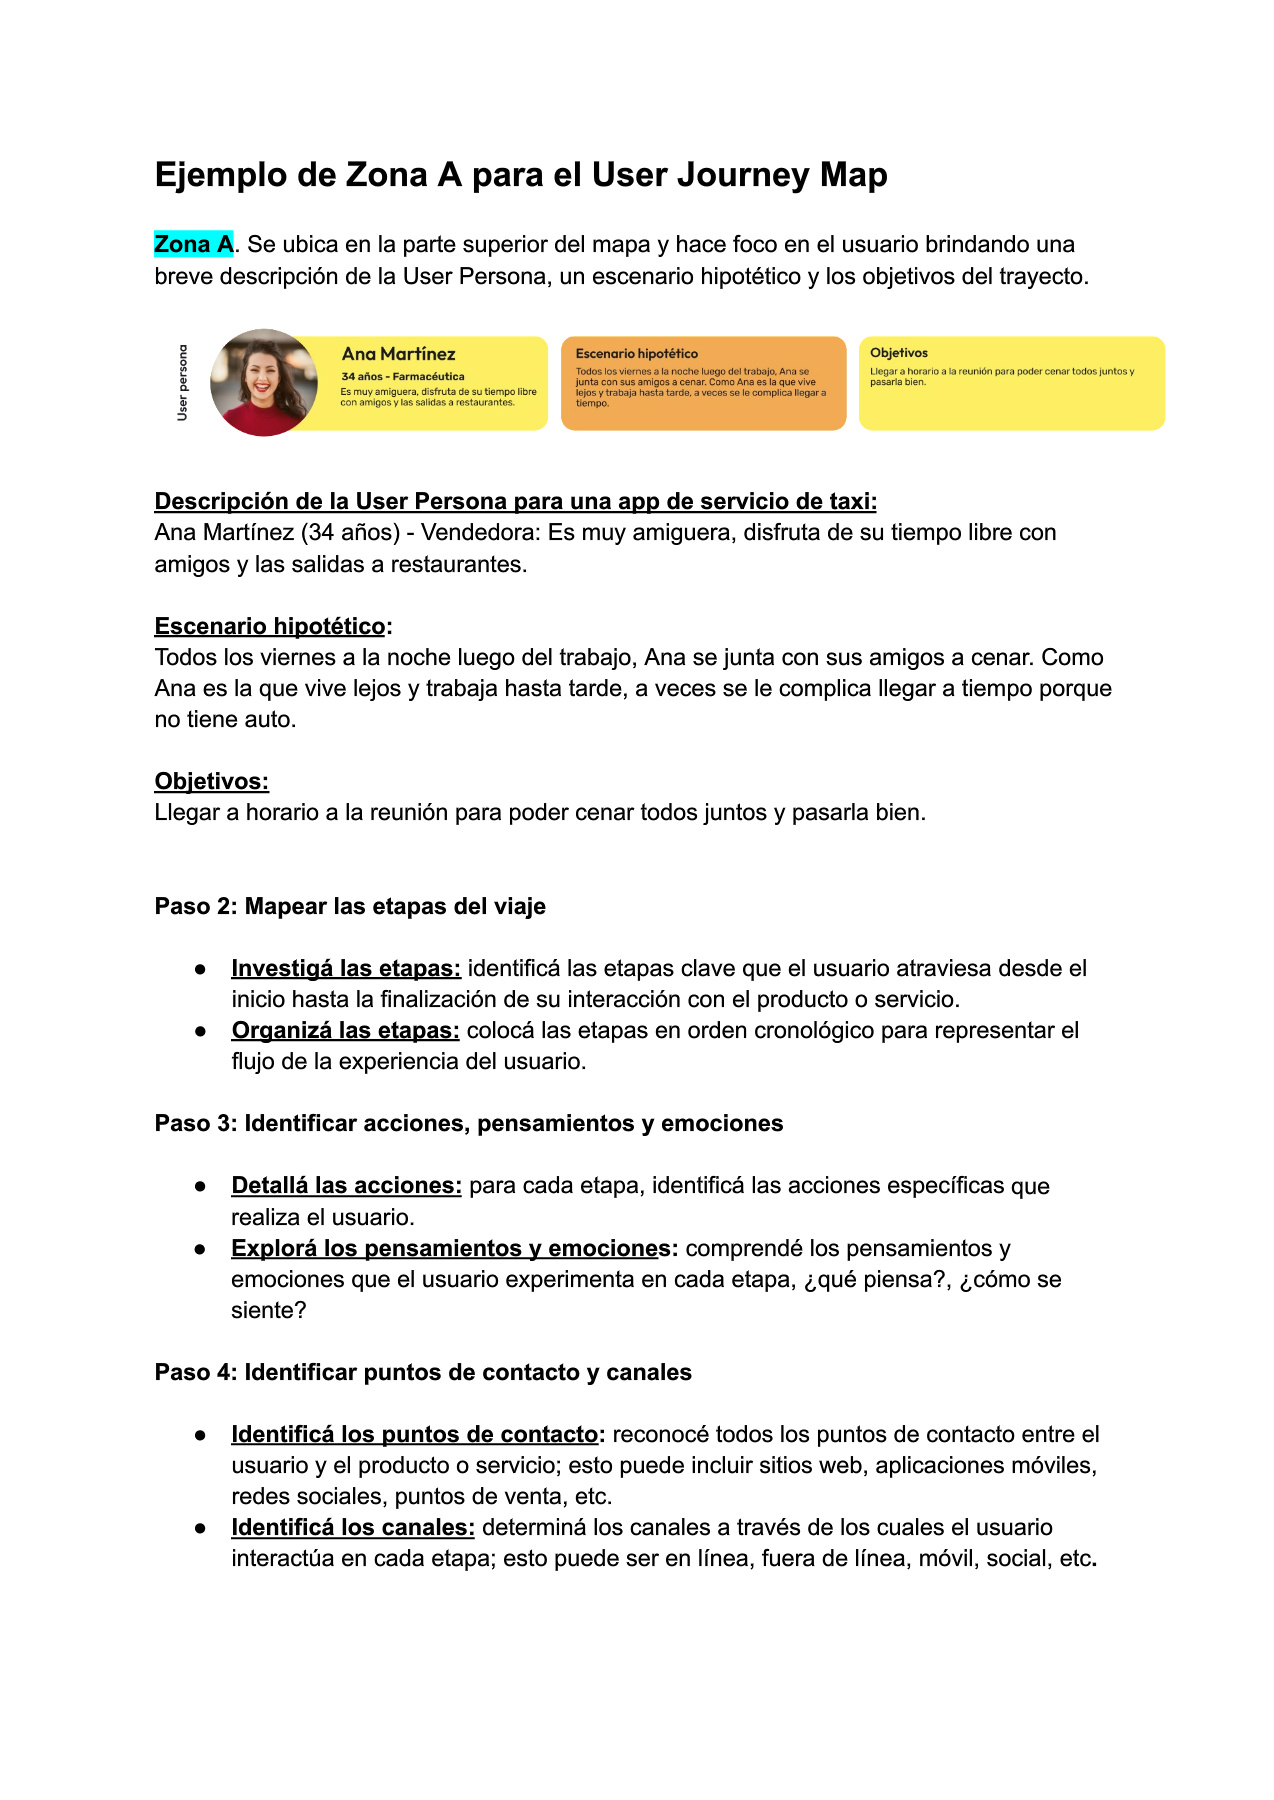 Ejemplo de Zona A para el User Journey Map
Zona A. Se ubica en la parte superior del mapa y hace foco en el usuario brindando una
breve descripción de la User Persona, un escenario hipotético y los objetivos del trayecto.
User persona
Ana Martínez
34 años - Farmacéutica
Es muy amiguera, disfruta de su tiempo libre
con amigos y las salidas a restaurantes.
Escenario hipotético
Todos los viernes a la noche luego del trabajo, Ana se
junta con sus amigos a cenar. Como Ana es la que vive
lejos y trabaja hasta tarde, a veces se le complica llegar a
tiempo.
Objetivos
Llegar a horario a la reunión para poder cenar todos juntos y
pasarla bien.
Descripción de la User Persona para una app de servicio de taxi:
Ana Martínez (34 años) - Vendedora: Es muy amiguera, disfruta de su tiempo libre con
amigos y las salidas a restaurantes.
Escenario hipotético:
Todos los viernes a la noche luego del trabajo, Ana se junta con sus amigos a cenar. Como
Ana es la que vive lejos y trabaja hasta tarde, a veces se le complica llegar a tiempo porque
no tiene auto.
Objetivos:
Llegar a horario a la reunión para poder cenar todos juntos y pasarla bien.
Paso 2: Mapear las etapas del viaje
● Investigá las etapas: identificá las etapas clave que el usuario atraviesa desde el
inicio hasta la finalización de su interacción con el producto o servicio.
● Organizá las etapas: colocá las etapas en orden cronológico para representar el
flujo de la experiencia del usuario.
Paso 3: Identificar acciones, pensamientos y emociones
● Detallá las acciones: para cada etapa, identificá las acciones específicas que
realiza el usuario.
● Explorá los pensamientos y emociones: comprendé los pensamientos y
emociones que el usuario experimenta en cada etapa, ¿qué piensa?, ¿cómo se
siente?
Paso 4: Identificar puntos de contacto y canales
● Identificá los puntos de contacto: reconocé todos los puntos de contacto entre el
usuario y el producto o servicio; esto puede incluir sitios web, aplicaciones móviles,
redes sociales, puntos de venta, etc.
● Identificá los canales: determiná los canales a través de los cuales el usuario
interactúa en cada etapa; esto puede ser en línea, fuera de línea, móvil, social, etc.